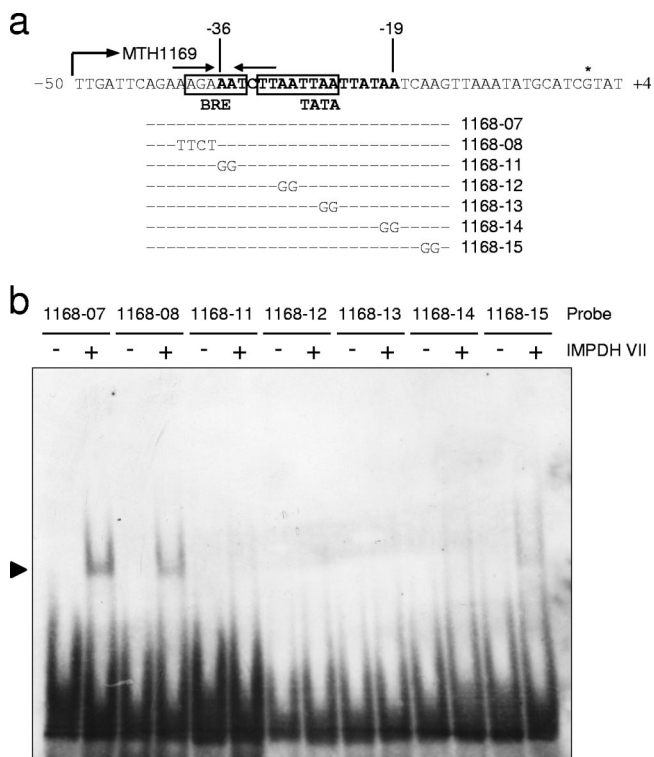 a
-36 -19
MTH1169 *
-50 TTGATTCAGAAAGAAATCTTAATTAATTATAATCAAGTTAAATATGCATCGTAT +4
BRE TATA
------------------------------ 1168-07
---TTCT----------------------- 1168-08
-------GG--------------------- 1168-11
-------------GG--------------- 1168-12
-----------------GG----------- 1168-13
-----------------------GG----- 1168-14
---------------------------GG- 1168-15
b
1168-07 1168-08 1168-11 1168-12 1168-13 1168-14 1168-15 Probe
- + - + - + - + - + - + - + IMPDH VII